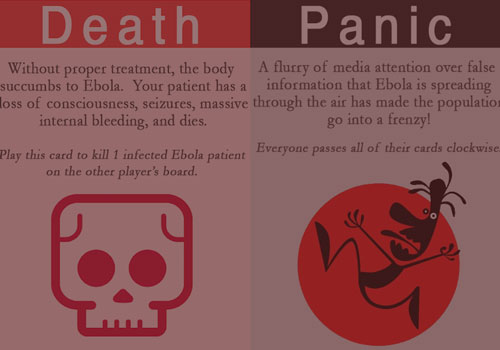 Death
Without proper treatment, the body
succumbs to Ebola. Your patient has a
loss of consciousness, seizures, massive
internal bleeding, and dies.
Play this card to kill 1 infected Ebola patient
on the other player's board.
Panic
A flurry of media attention over false
information that Ebola is spreading
through the air has made the population
go into a frenzy!
Everyone passes all of their cards clockwise